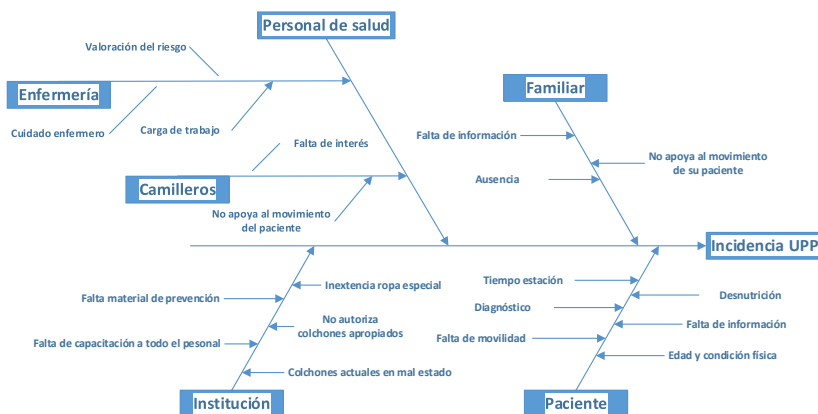 Personal de salud
Valoración del riesgo
Enfermería
Familiar
Cuidado enfermero
Carga de trabajo
Falta de interés
Falta de información
No apoya al movimiento
de su paciente
Camilleros
Ausencia
No apoya al movimiento
del paciente
Incidencia UPP
Inextencia ropa especial
Tiempo estación
Falta material de prevención
Desnutrición
Diagnóstico
No autoriza
colchones apropiados
Falta de información
Falta de capacitación a todo el pesonal
Falta de movilidad
Edad y condición física
Colchones actuales en mal estado
Institución
Paciente